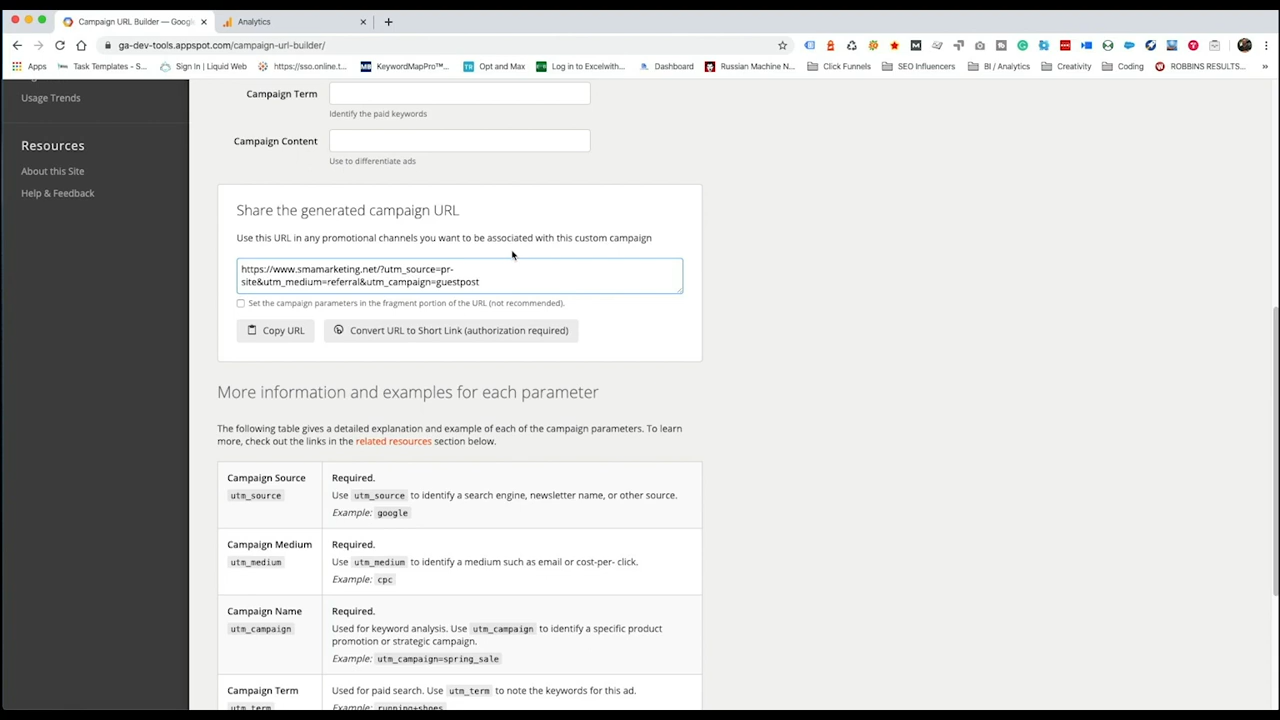 Campaign URL Builder — Goog
Analytics
ga-dev-tools.appspot.com/campaign-url-builder/
Apps
Task Templates - S...
Sign In | Liquid Web
https://sso.online.t...
KeywordMapPro™...
Opt and Max
Log in to Excelwith...
Dashboard
Russian Machine N...
Click Funnels
SEO Influencers
BI / Analytics
Creativity
Coding
ROBBINS RESULTS...
Usage Trends
Resources
About this Site
Help & Feedback
Campaign Term
Identify the paid keywords
Campaign Content
Use to differentiate ads
Share the generated campaign URL
Use this URL in any promotional channels you want to be associated with this custom campaign
https://www.smamarketing.net/?utm_source=pr-
site&utm_medium=referral&utm_campaign=guestpost
Set the campaign parameters in the fragment portion of the URL (not recommended).
Copy URL
Convert URL to Short Link (authorization required)
More information and examples for each parameter
The following table gives a detailed explanation and example of each of the campaign parameters. To learn
more, check out the links in the related resources section below.
Campaign Source
utm_source
Required.
Use utm_source to identify a search engine, newsletter name, or other source.
Example: google
Campaign Medium
utm_medium
Required.
Use utm_medium to identify a medium such as email or cost-per- click.
Example: cpc
Campaign Name
utm_campaign
Required.
Used for keyword analysis. Use utm_campaign to identify a specific product
promotion or strategic campaign.
Example: utm_campaign=spring_sale
Campaign Term
utm_term
Used for paid search. Use utm_term to note the keywords for this ad.
Example: running+shoes